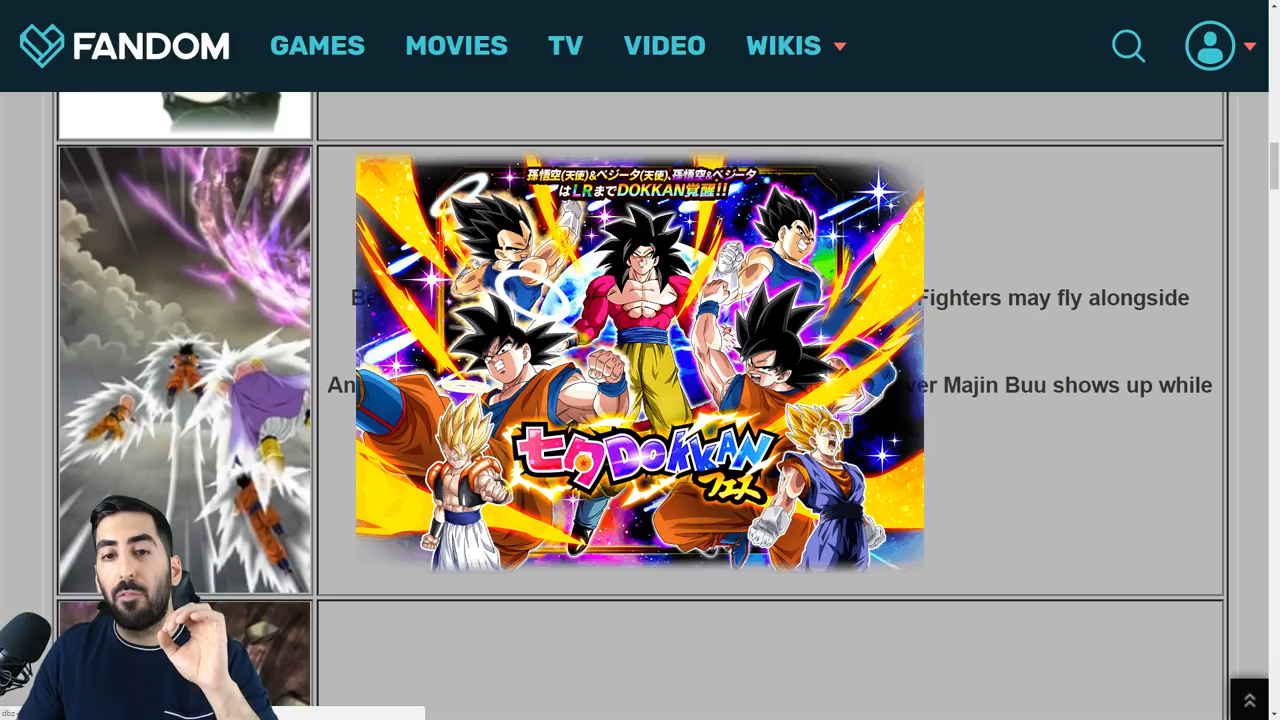 FANDOM
GAMES
MOVIES
TV
VIDEO
WIKIS
孫悟空(天使)&ベジータ(天使)、孫悟空&ベジータ
はLRまでDOKKAN覚醒!!
Fighters may fly alongside
ver Majin Buu shows up while
七夕DOKKAN
フェス